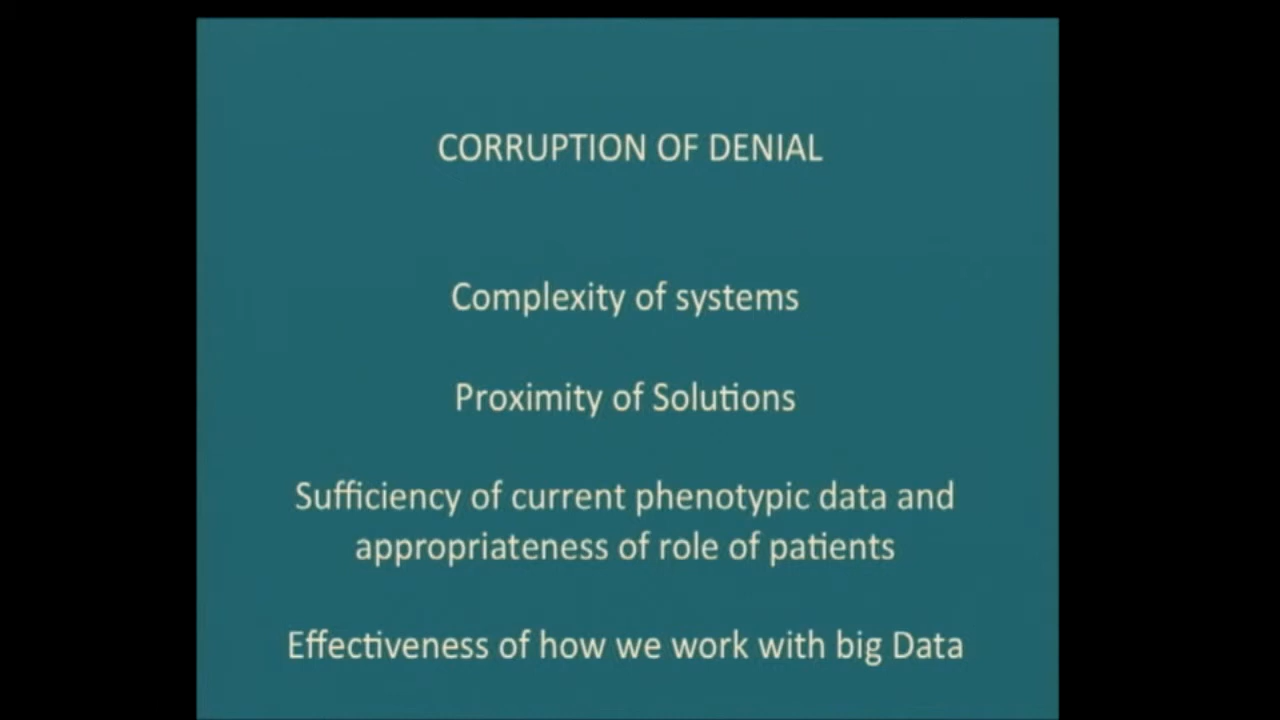 CORRUPTION OF DENIAL
Complexity of systems
Proximity of Solutions
Sufficiency of current phenotypic data and
appropriateness of role of patients
Effectiveness of how we work with big Data